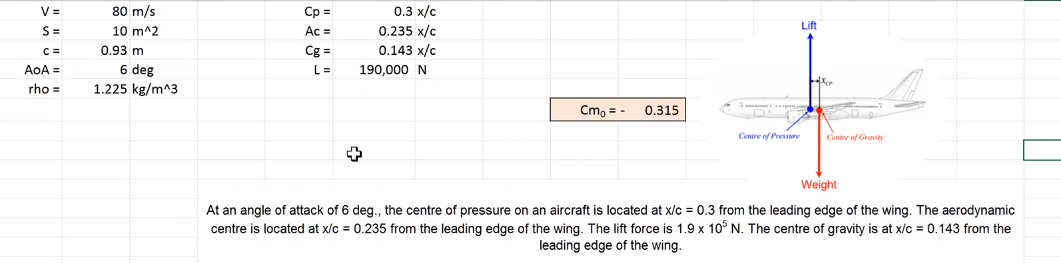 V = 80 m/s Cp = 0.3 x/c
S = 10 m^2 Ac = 0.235 x/c
c = 0.93 m Cg = 0.143 x/c
AoA = 6 deg L = 190,000 N
rho = 1.225 kg/m^3
Cm₀ = - 0.315
Lift
x_CP
Centre of Pressure
Centre of Gravity
Weight
At an angle of attack of 6 deg., the centre of pressure on an aircraft is located at x/c = 0.3 from the leading edge of the wing. The aerodynamic
centre is located at x/c = 0.235 from the leading edge of the wing. The lift force is 1.9 x 10⁵ N. The centre of gravity is at x/c = 0.143 from the
leading edge of the wing.